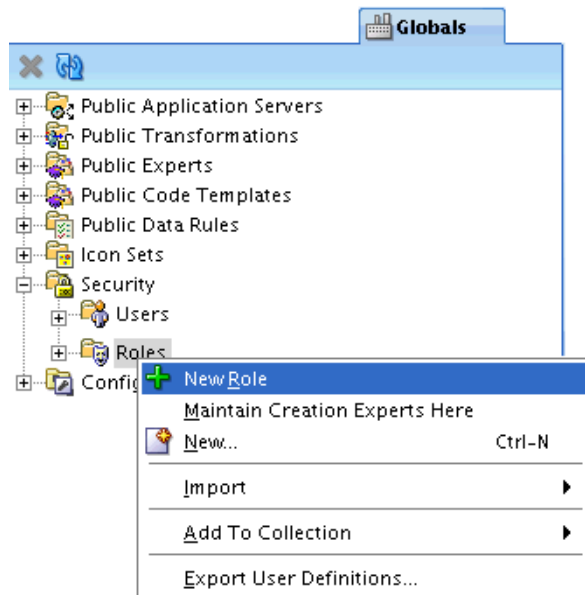 Globals
Public Application Servers
Public Transformations
Public Experts
Public Code Templates
Public Data Rules
Icon Sets
Security
Users
Roles
Config
New Role
Maintain Creation Experts Here
New... Ctrl-N
Import
Add To Collection
Export User Definitions...